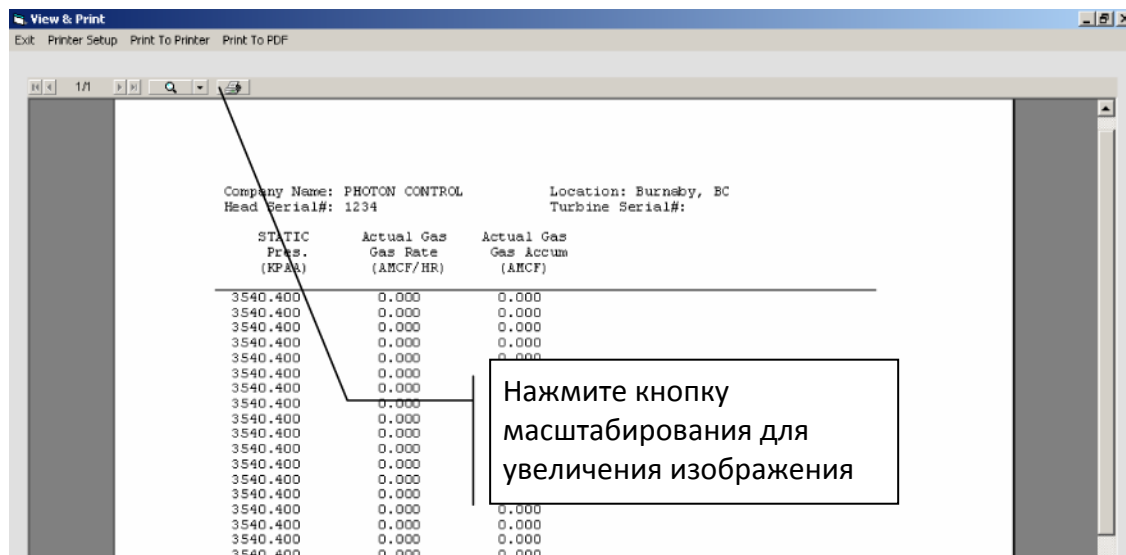 View & Print
Exit Printer Setup Print To Printer Print To PDF
1/1
Company Name: PHOTON CONTROL Location: Burnaby, BC
Head Serial#: 1234 Turbine Serial#:
STATIC Actual Gas Actual Gas
Pres. Gas Rate Gas Accum
(KPAA) (AMCF/HR) (AMCF)
3540.400 0.000 0.000
3540.400 0.000 0.000
3540.400 0.000 0.000
3540.400 0.000 0.000
3540.400 0.000 0.000
3540.400 0.000
3540.400 0.000
3540.400 0.000
3540.400 0.000
3540.400 0.000
3540.400 0.000
3540.400 0.000
3540.400 0.000
3540.400 0.000
3540.400 0.000 0.000
3540.400 0.000 0.000
3540.400 0.000 0.000
3540.400 0.000 0.000
Нажмите кнопку
масштабирования для
увеличения изображения